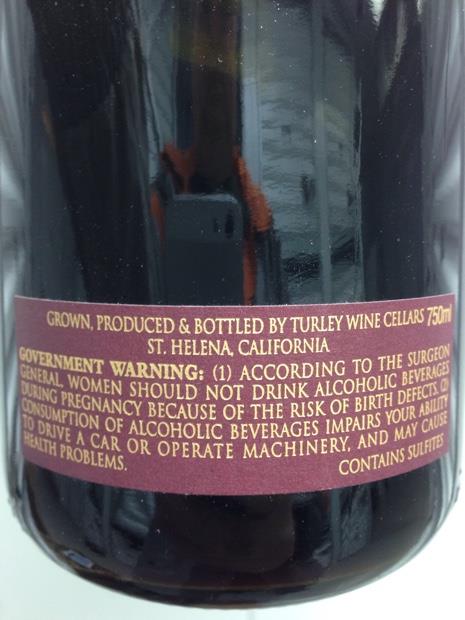 GROWN, PRODUCED & BOTTLED BY TURLEY WINE CELLARS 750ml
ST. HELENA, CALIFORNIA
GOVERNMENT WARNING: (1) ACCORDING TO THE SURGEON
GENERAL, WOMEN SHOULD NOT DRINK ALCOHOLIC BEVERAGES
DURING PREGNANCY BECAUSE OF THE RISK OF BIRTH DEFECTS. (2)
CONSUMPTION OF ALCOHOLIC BEVERAGES IMPAIRS YOUR ABILITY
TO DRIVE A CAR OR OPERATE MACHINERY, AND MAY CAUSE
HEALTH PROBLEMS. CONTAINS SULFITES